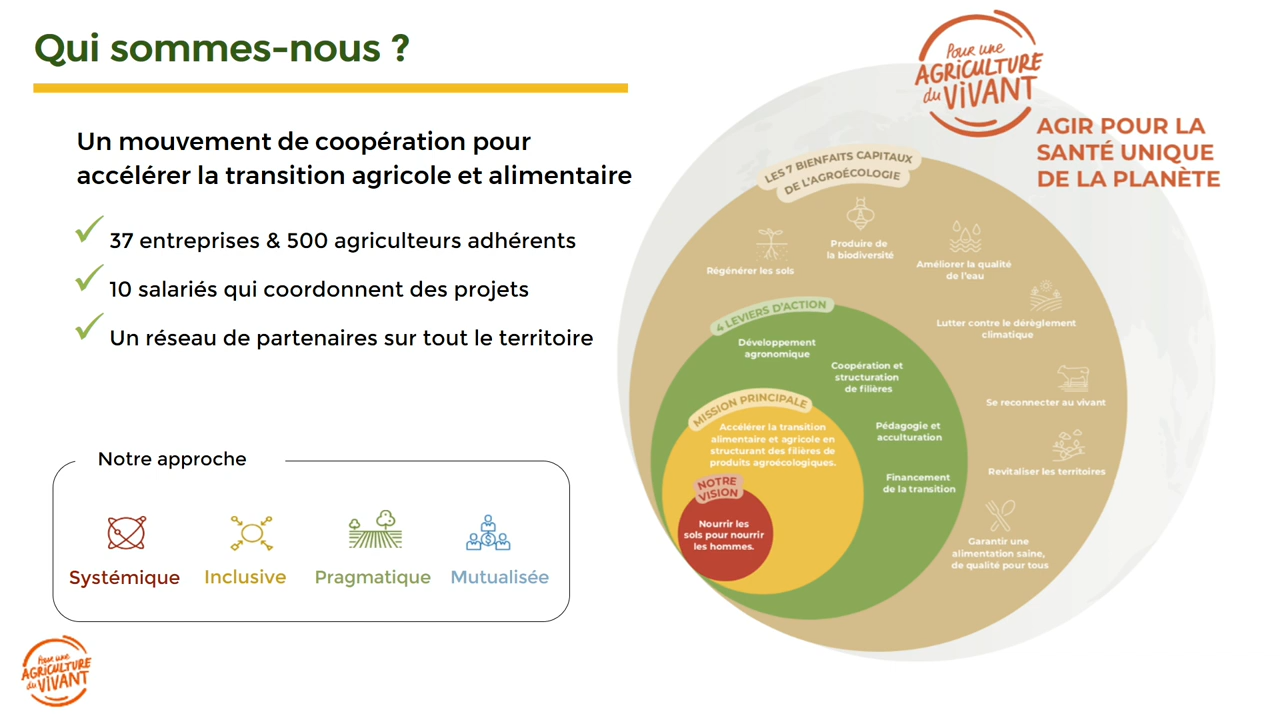 Qui sommes-nous ?
Un mouvement de coopération pour
accélérer la transition agricole et alimentaire
37 entreprises & 500 agriculteurs adhérents
10 salariés qui coordonnent des projets
Un réseau de partenaires sur tout le territoire
Notre approche
Systémique
Inclusive
Pragmatique
Mutualisée
Pour une
AGRiCULTURE
du ViVANT
Pour une
AGRiCULTURE
du ViVANT
AGIR POUR LA
SANTÉ UNIQUE
DE LA PLANÈTE
LES 7 BIENFAITS CAPITAUX
DE L'AGROÉCOLOGIE
Régénérer les sols
Produire de
la biodiversité
Améliorer la qualité
de l'eau
Lutter contre le dérèglement
climatique
Se reconnecter au vivant
Revitaliser les territoires
Garantir une
alimentation saine,
de qualité pour tous
4 LEVIERS D'ACTION
Développement
agronomique
Coopération et
structuration
de filières
Pédagogie et
acculturation
Financement
de la transition
MISSION PRINCIPALE
Accélérer la transition
alimentaire et agricole en
structurant des filières de
produits agroécologiques.
NOTRE
VISION
Nourrir les
sols pour nourrir
les hommes.